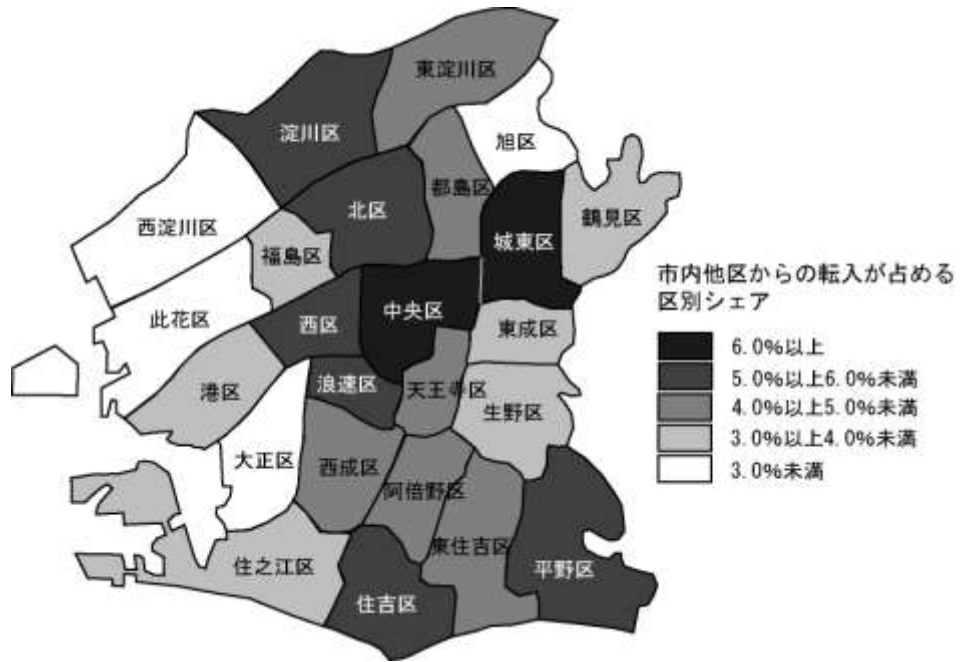 東淀川区
淀川区
旭区
都島区
鶴見区
北区
西淀川区
城東区
福島区
此花区
中央区
西区
東成区
浪速区
天王寺区
港区
生野区
大正区
西成区
阿倍野区
東住吉区
住之江区
平野区
住吉区
市内他区からの転入が占める
区別シェア
6.0%以上
5.0%以上6.0%未満
4.0%以上5.0%未満
3.0%以上4.0%未満
3.0%未満